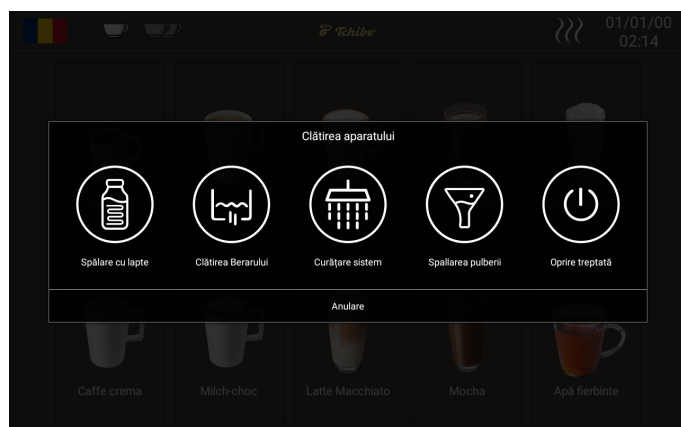 Tchibo
01/01/00
02:14
Clătirea aparatului
Spălare cu lapte
Clătirea Berarului
Curățare sistem
Spallarea pulberii
Oprire treptată
Anulare
Caffe crema
Milch-choc
Latte Macchiato
Mocha
Apă fierbinte